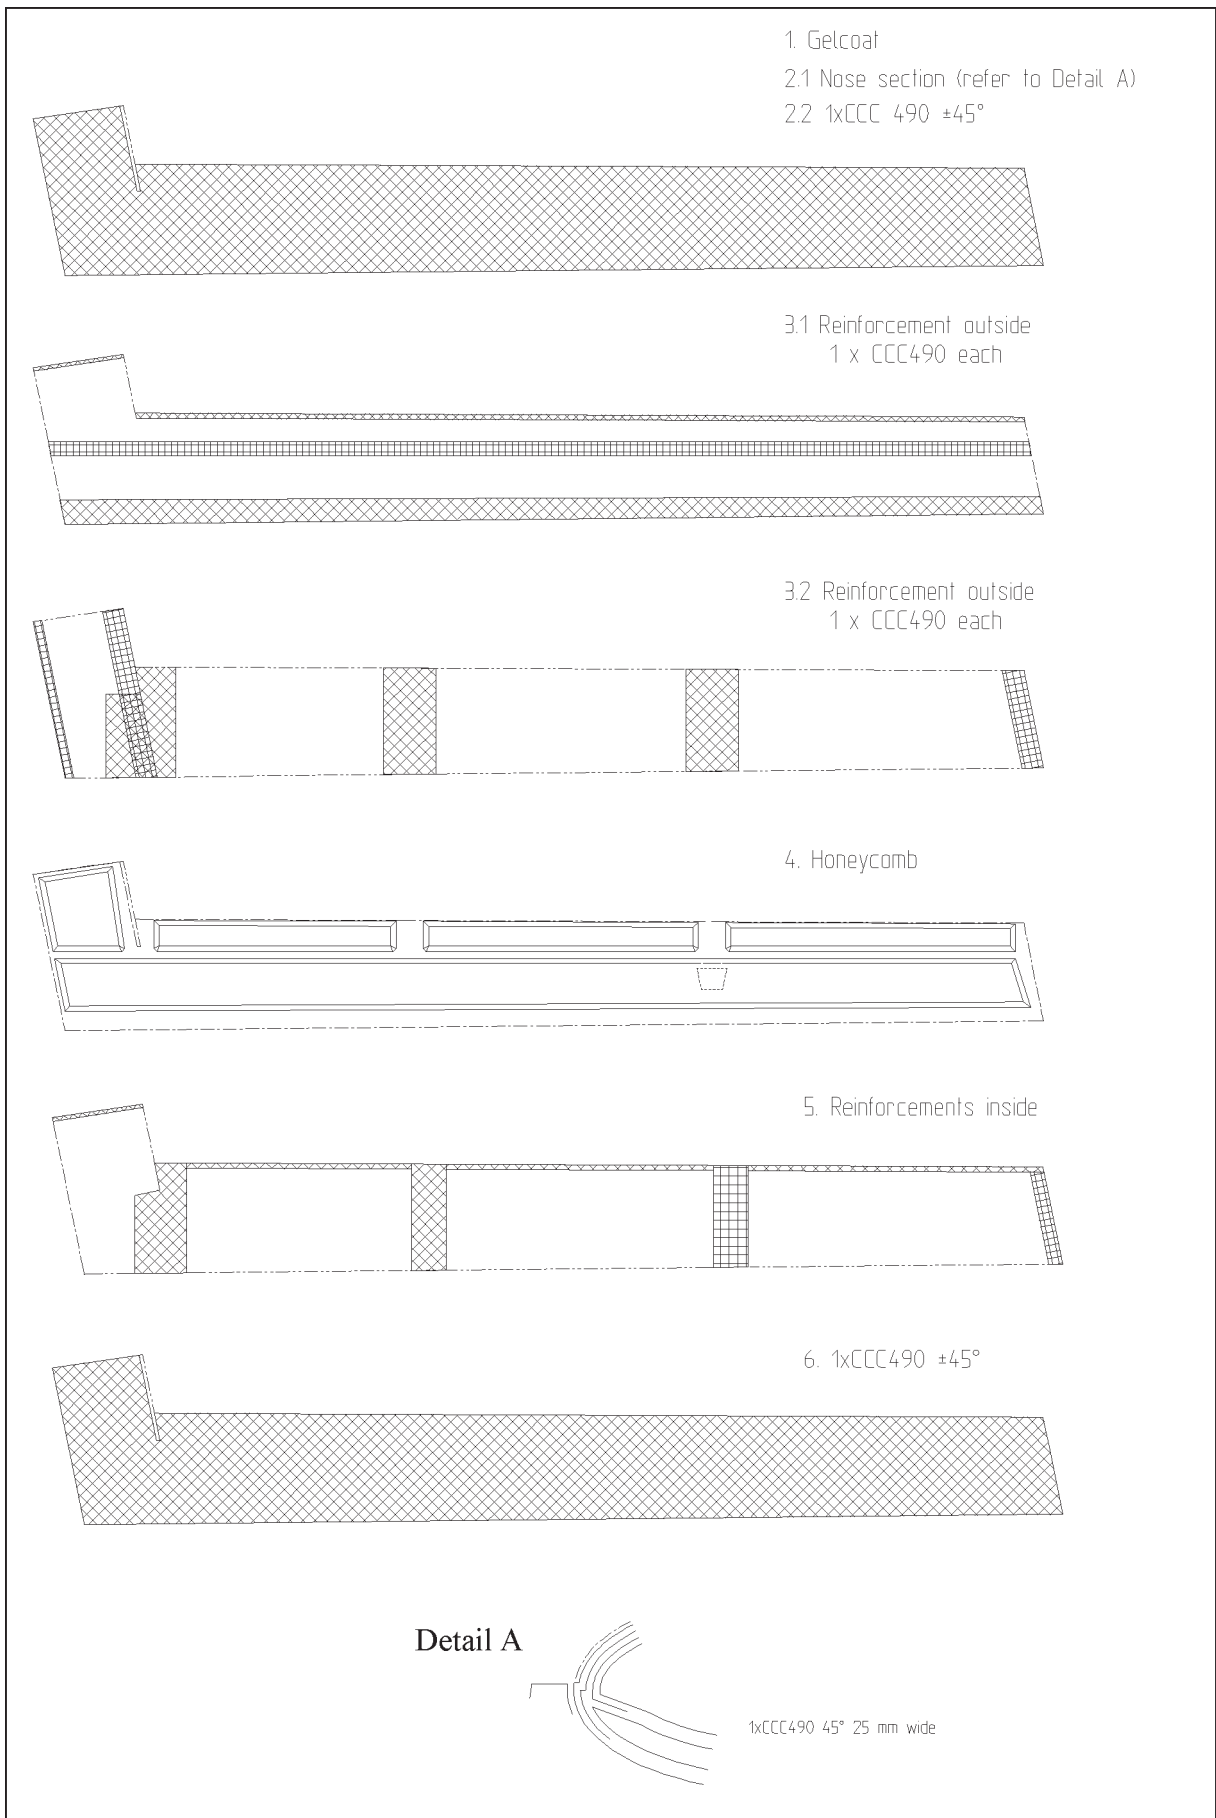 1. Gelcoat
2.1 Nose section (refer to Detail A)
2.2 1xCCC 490 ±45°
3.1 Reinforcement outside
1 x CCC490 each
3.2 Reinforcement outside
1 x CCC490 each
4. Honeycomb
5. Reinforcements inside
6. 1xCCC490 ±45°
Detail A
1xCCC490 45° 25 mm wide